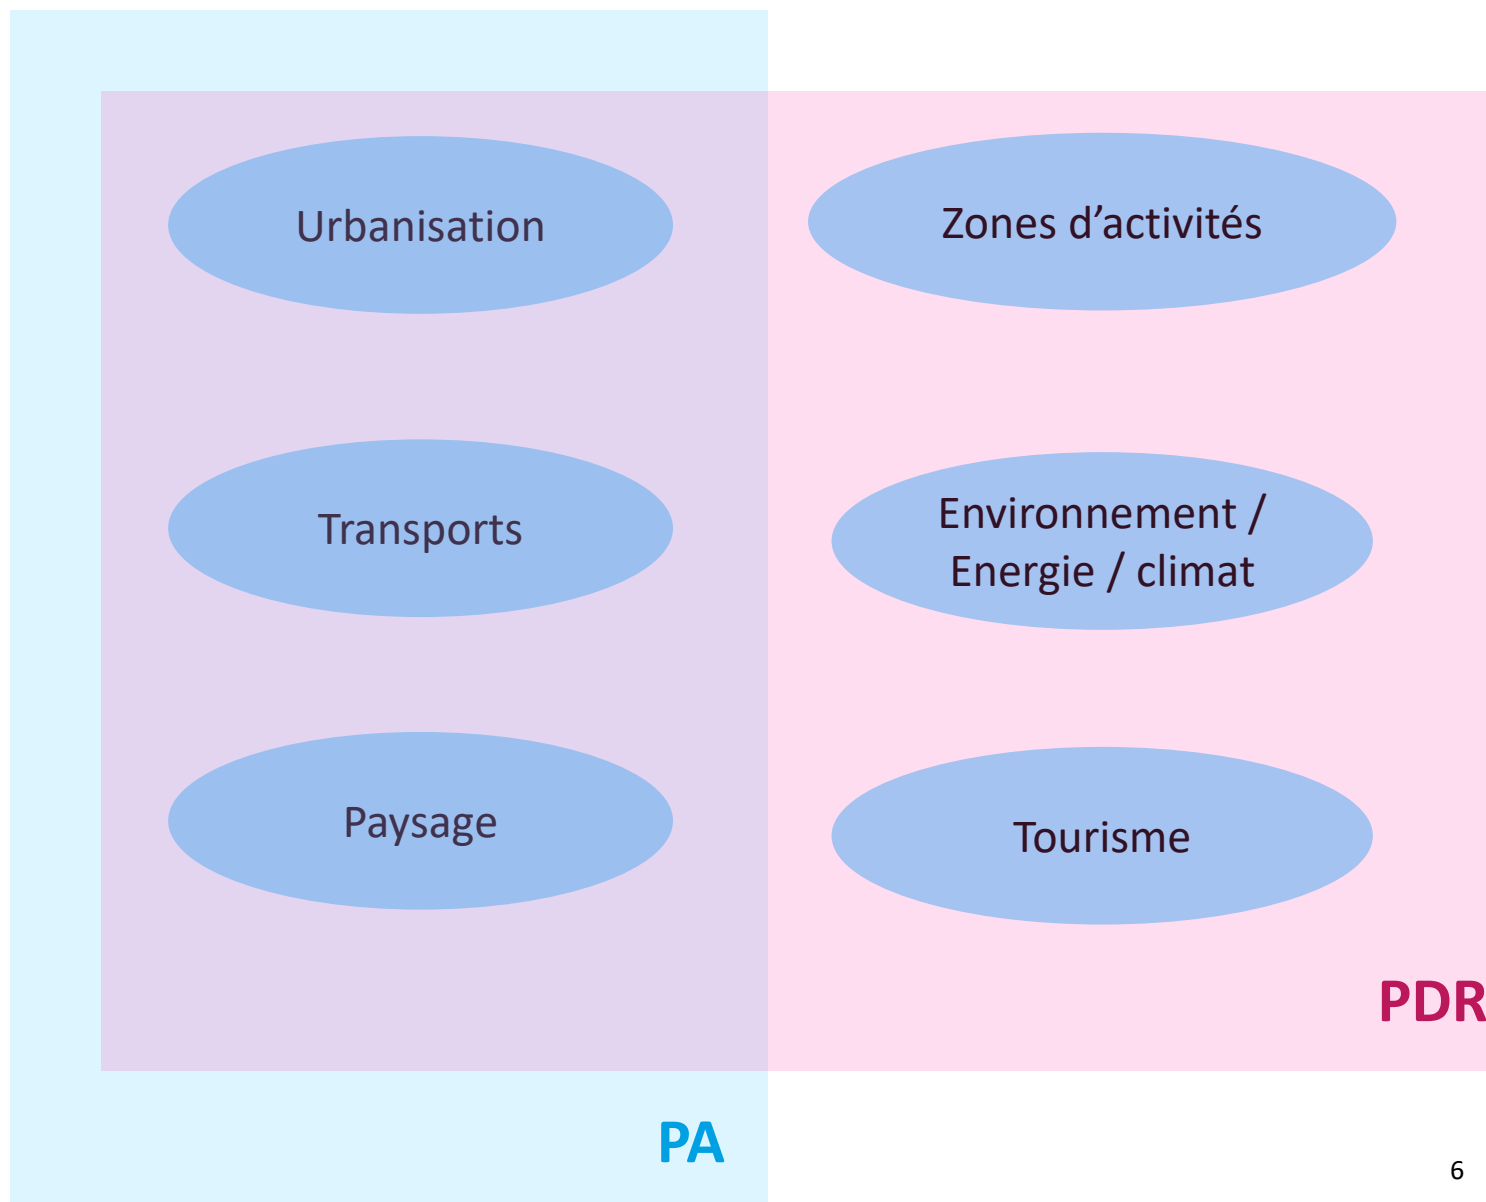 Urbanisation
Zones d’activités
Transports
Environnement /
Energie / climat
Paysage
Tourisme
PDR
PA
6